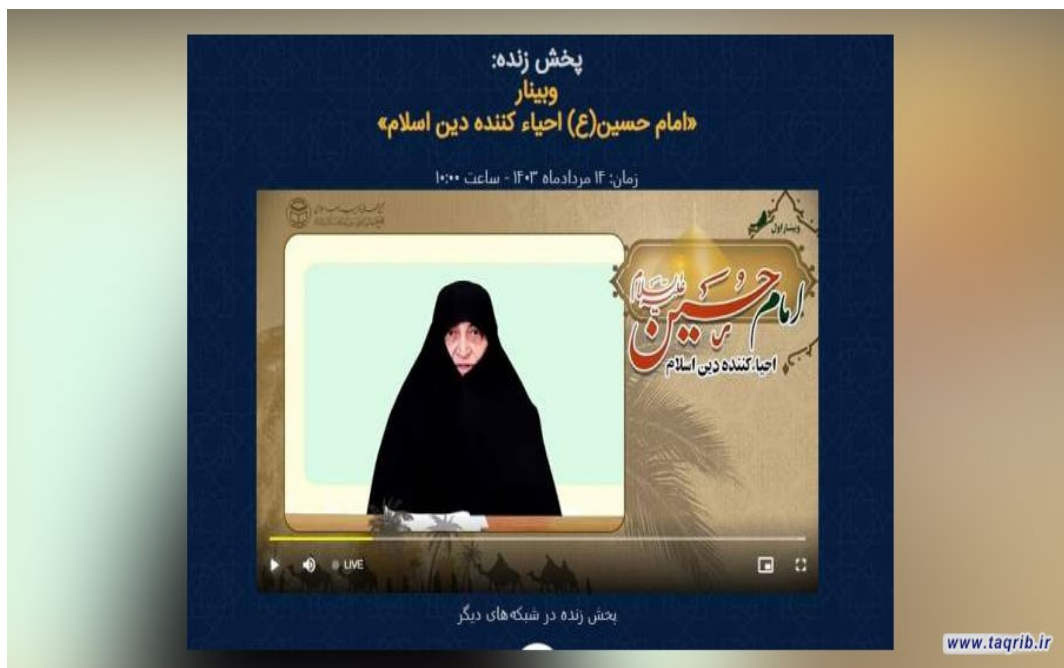 پخش زنده:
وبینار
«امام حسین(ع) احیاء کننده دین اسلام»
زمان: ۱۴ مردادماه ۱۴۰۳ - ساعت ۱۰:۰۰
وبینار اول
امام حسین علیه السلام
احیاء کننده دین اسلام
LIVE
پخش زنده در شبکه های دیگر
www.taqrib.ir